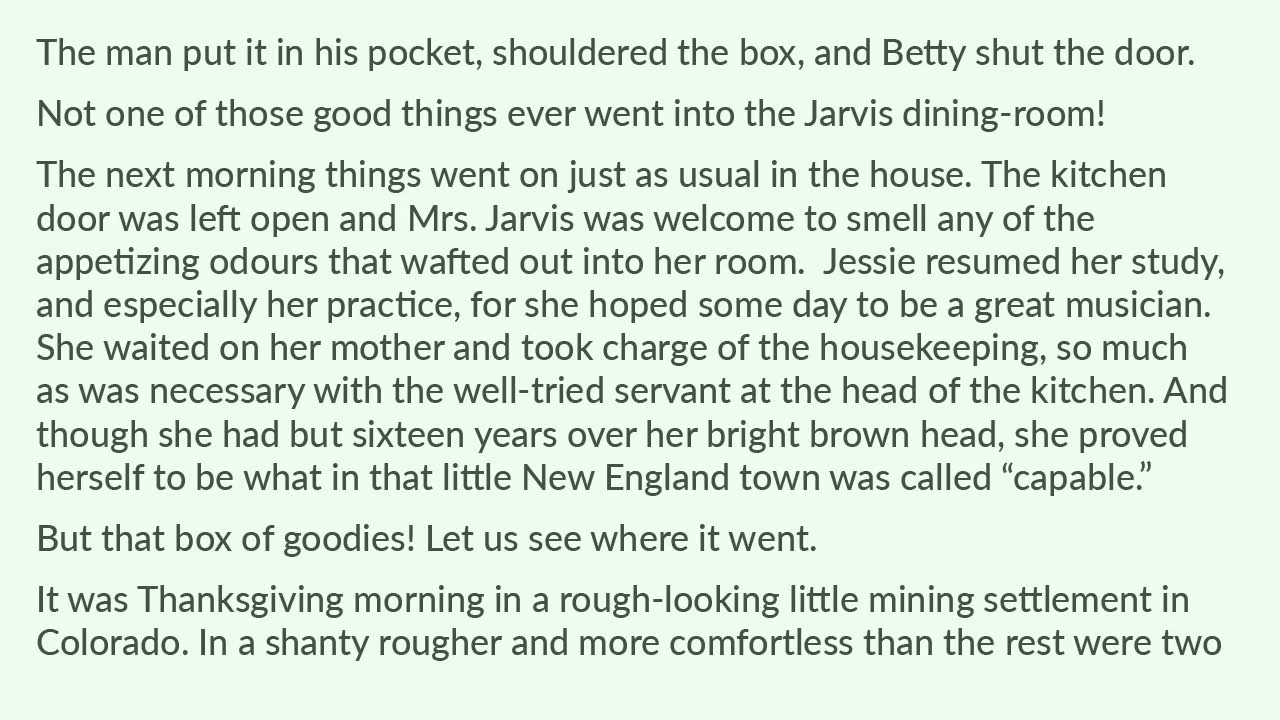 The man put it in his pocket, shouldered the box, and Betty shut the door.
Not one of those good things ever went into the Jarvis dining-room!
The next morning things went on just as usual in the house. The kitchen
door was left open and Mrs. Jarvis was welcome to smell any of the
appetizing odours that wafted out into her room.  Jessie resumed her study,
and especially her practice, for she hoped some day to be a great musician.
She waited on her mother and took charge of the housekeeping, so much
as was necessary with the well-tried servant at the head of the kitchen. And
though she had but sixteen years over her bright brown head, she proved
herself to be what in that little New England town was called “capable.”
But that box of goodies! Let us see where it went.
It was Thanksgiving morning in a rough-looking little mining settlement in
Colorado. In a shanty rougher and more comfortless than the rest were two